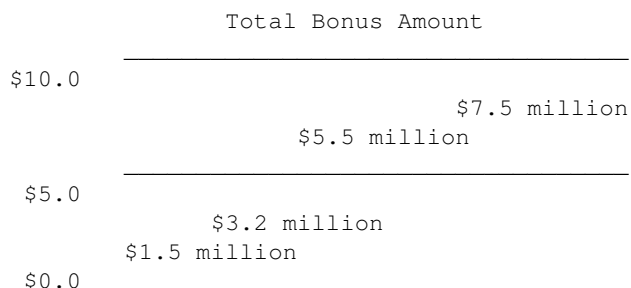 Total Bonus Amount
$10.0
$7.5 million
$5.5 million
$5.0
$3.2 million
$1.5 million
$0.0